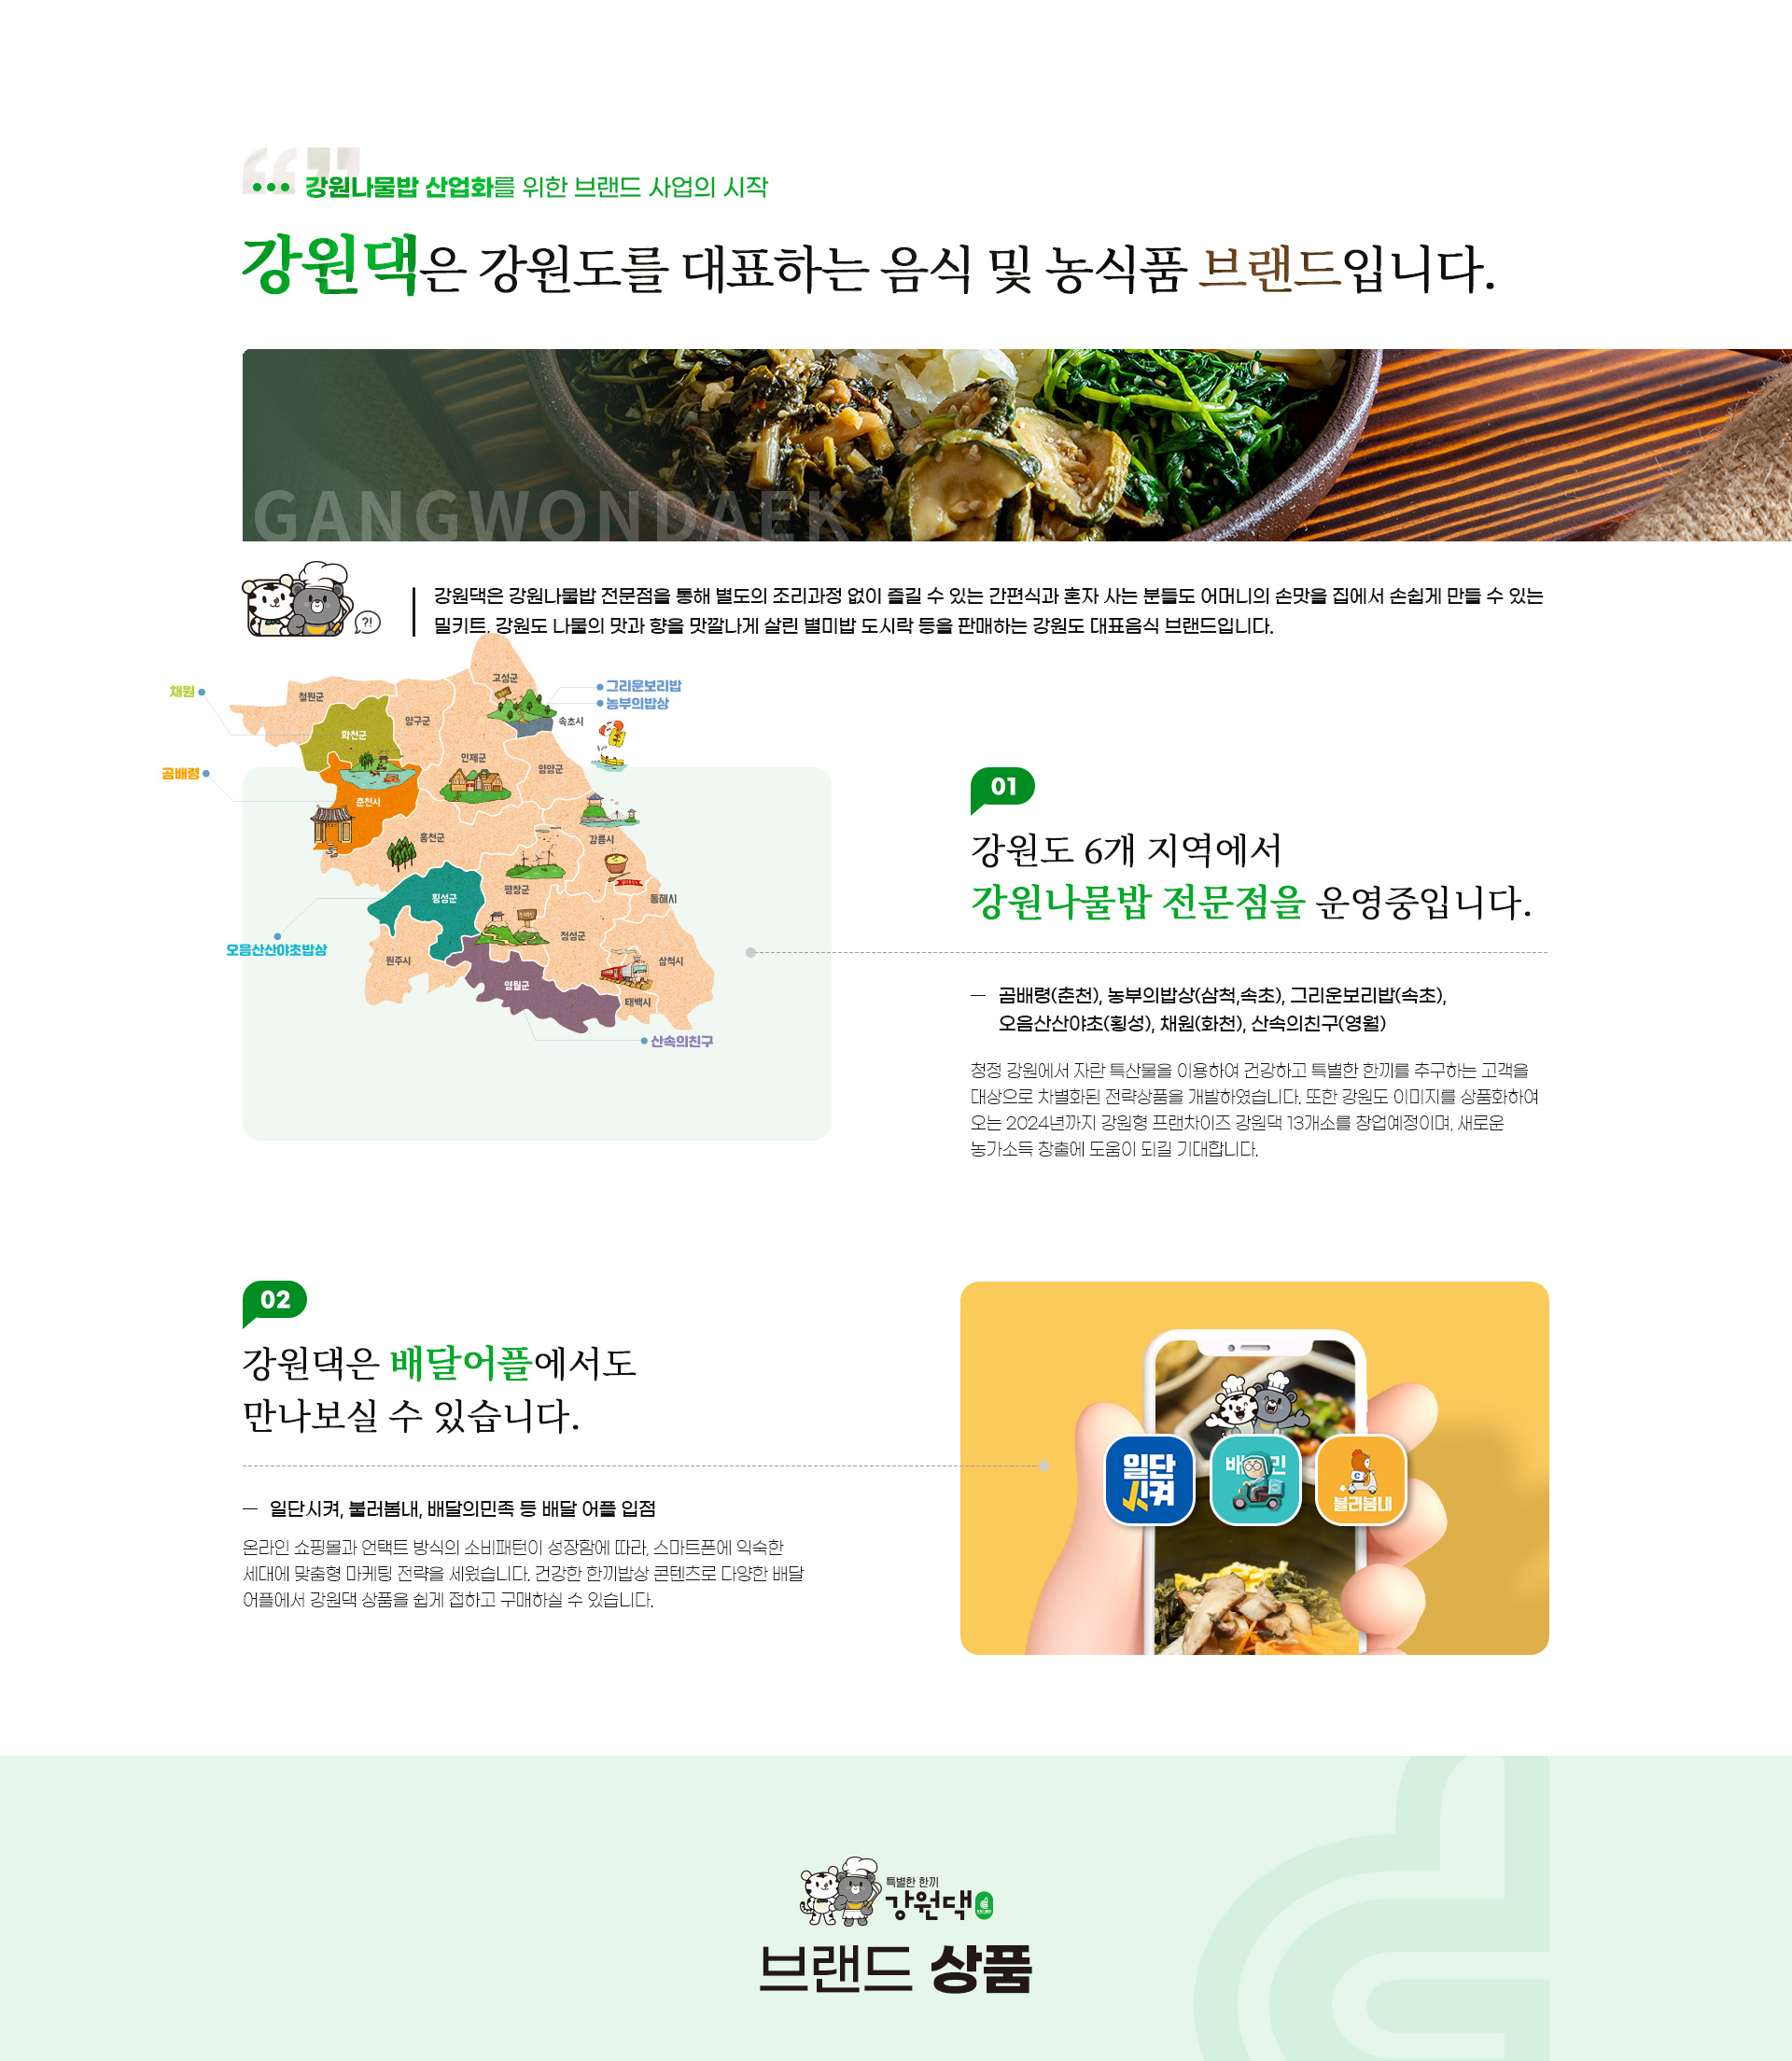 강원나물밥 산업화를 위한 브랜드 사업의 시작
강원댁은 강원도를 대표하는 음식 및 농식품 브랜드입니다.
GANGWONDAEK
?!
강원댁은 강원나물밥 전문점을 통해 별도의 조리과정 없이 즐길 수 있는 간편식과 혼자 사는 분들도 어머니의 손맛을 집에서 손쉽게 만들 수 있는
밀키트, 강원도 나물의 맛과 향을 맛깔나게 살린 별미밥 도시락 등을 판매하는 강원도 대표음식 브랜드입니다.
고성군
그리운보리밥
채원
철원군
농부의밥상
양구군
속초시
화천군
인제군
양양군
곰배령
춘천시
홍천군
강릉시
평창군
횡성군
동해시
정성군
오음산산야초밥상
원주시
삼척시
영월군
태백시
산속의친구
01
강원도 6개 지역에서
강원나물밥 전문점을 운영중입니다.
곰배령(춘천), 농부의밥상(삼척,속초), 그리운보리밥(속초),
오음산산야초(횡성), 채원(화천), 산속의친구(영월)
청정 강원에서 자란 특산물을 이용하여 건강하고 특별한 한끼를 추구하는 고객을
대상으로 차별화된 전략상품을 개발하였습니다. 또한 강원도 이미지를 상품화하여
오는 2024년까지 강원형 프랜차이즈 강원댁 13개소를 창업예정이며, 새로운
농가소득 창출에 도움이 되길 기대합니다.
02
강원댁은 배달어플에서도
만나보실 수 있습니다.
일단시켜, 불러봄내, 배달의민족 등 배달 어플 입점
온라인 쇼핑몰과 언택트 방식의 소비패턴이 성장함에 따라, 스마트폰에 익숙한
세대에 맞춤형 마케팅 전략을 세웠습니다. 건강한 한끼밥상 콘텐츠로 다양한 배달
어플에서 강원댁 상품을 쉽게 접하고 구매하실 수 있습니다.
일단
시켜
배 민
불러봄내
특별한 한끼
강원댁
브랜드 상품